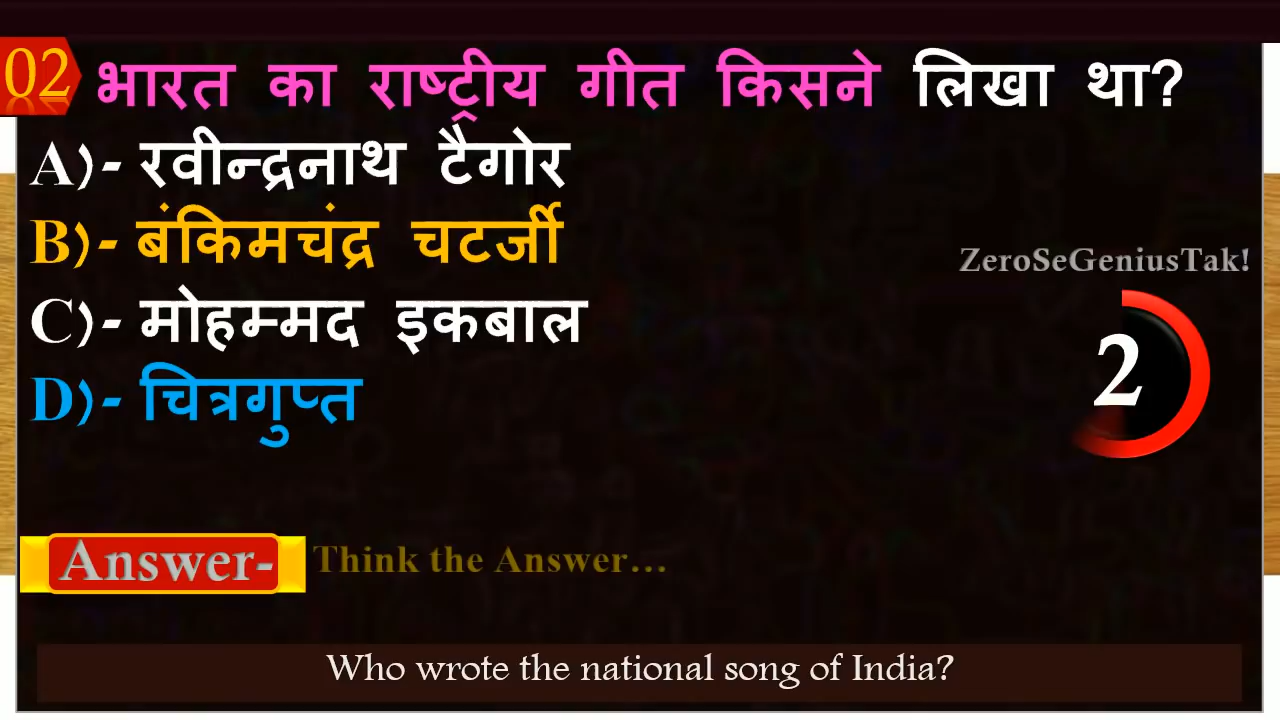 02
भारत का राष्ट्रीय गीत किसने लिखा था?
A)- रवीन्द्रनाथ टैगोर
B)- बंकिमचंद्र चटर्जी
ZeroSeGeniusTak!
C)- मोहम्मद इकबाल
2
D)- चित्रगुप्त
Answer- Think the Answer...
Who wrote the national song of India?